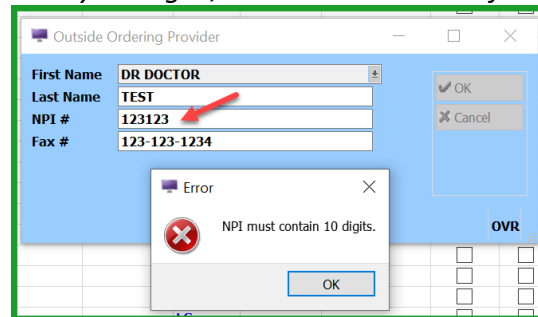 Outside Ordering Provider
First Name DR DOCTOR
OK
Last Name TEST
Cancel
NPI # 123123
Fax # 123-123-1234
Error
NPI must contain 10 digits.
OVR
OK